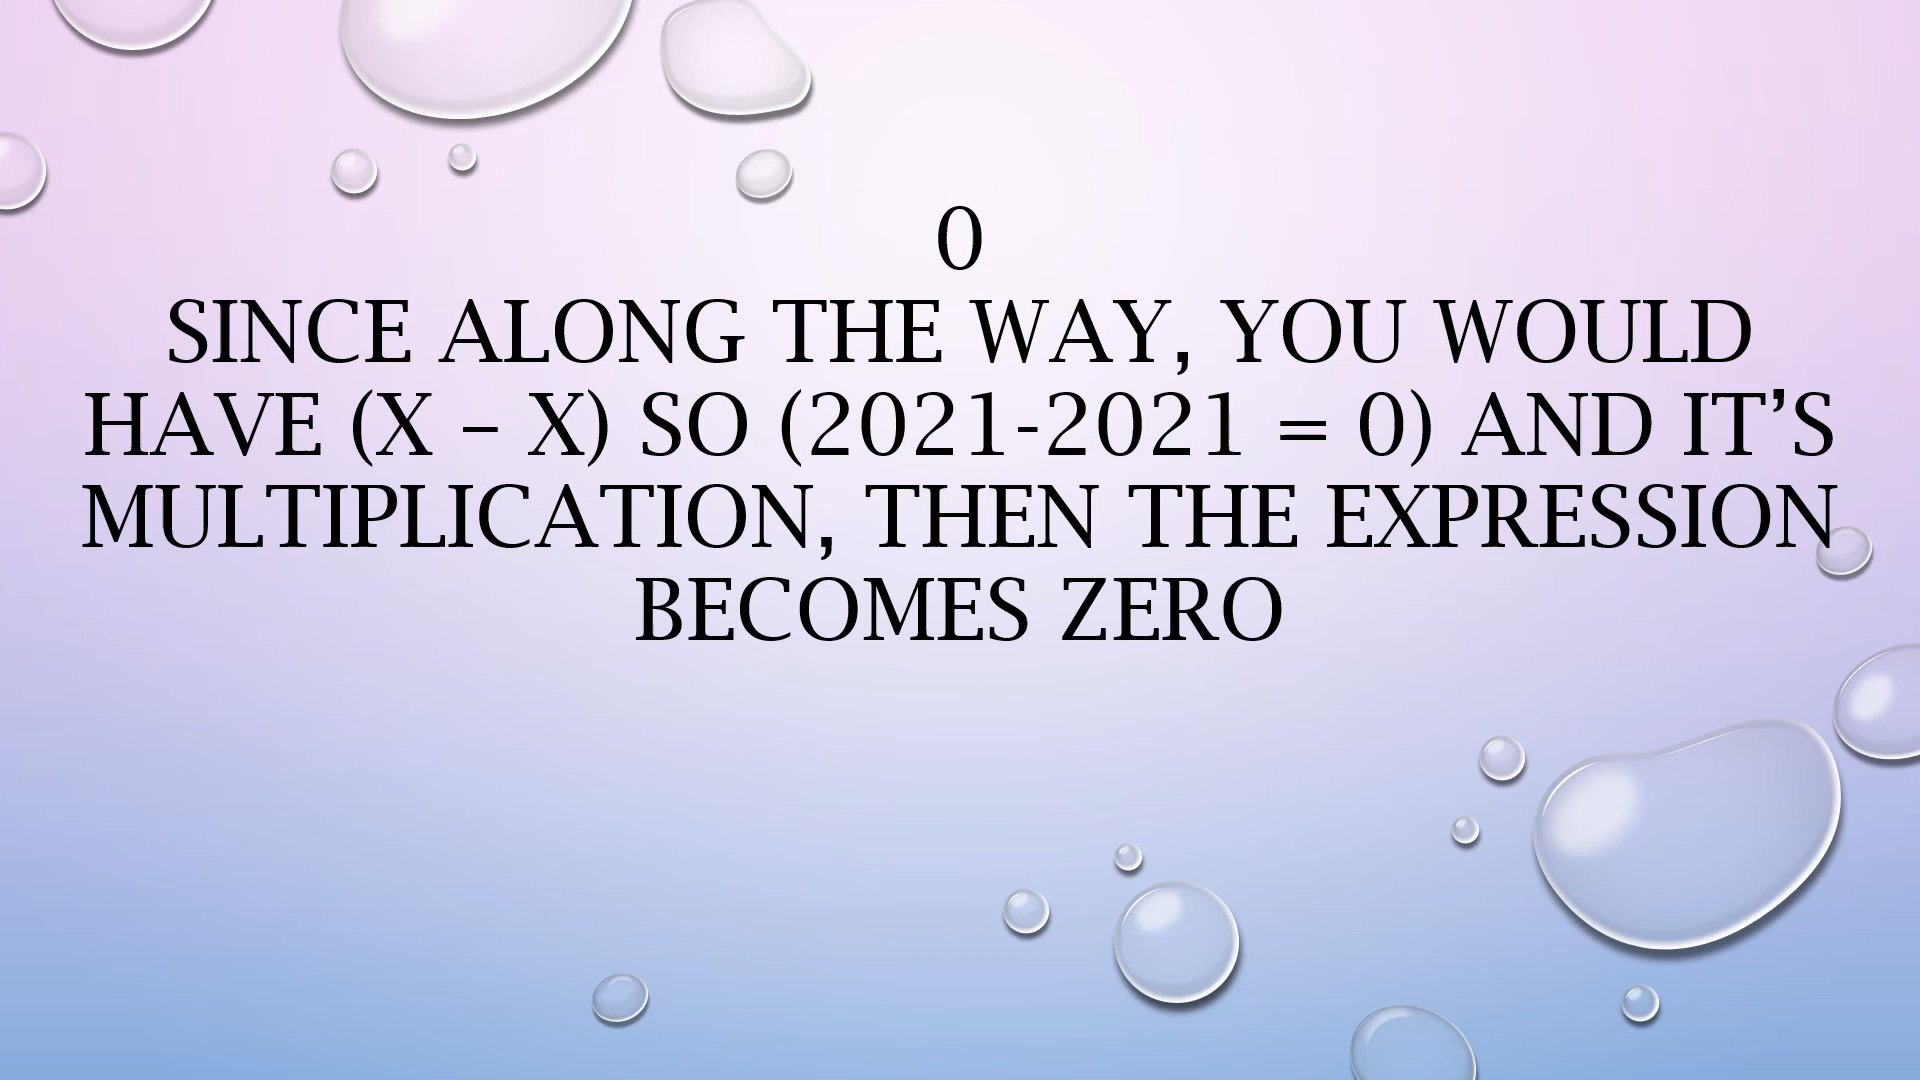 0
SINCE ALONG THE WAY, YOU WOULD
HAVE (X – X) SO (2021-2021 = 0) AND IT’S
MULTIPLICATION, THEN THE EXPRESSION
BECOMES ZERO